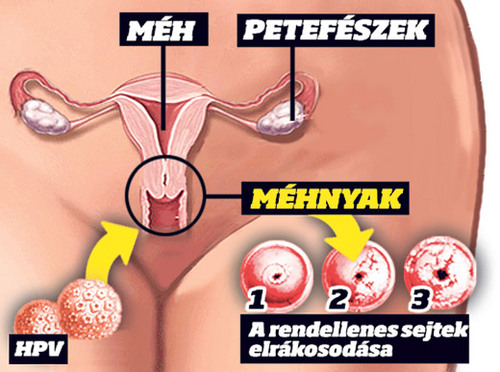 MÉH
PETEFÉSZEK
MÉHNYAK
1
2
3
A rendellenes sejtek
elrákosodása
HPV